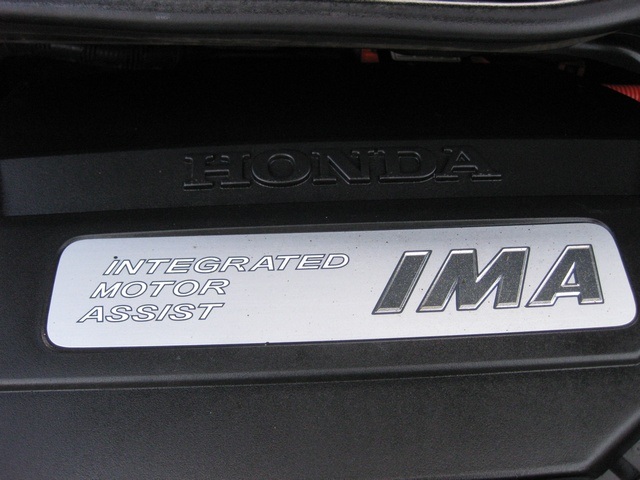 HONDA
INTEGRATED
MOTOR
ASSIST
IMA